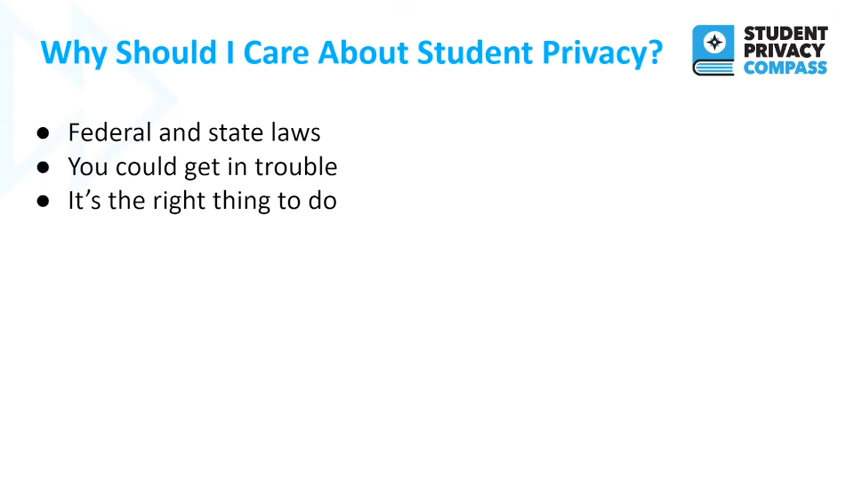 Why Should I Care About Student Privacy?
STUDENT
PRIVACY
COMPASS
● Federal and state laws
● You could get in trouble
● It’s the right thing to do